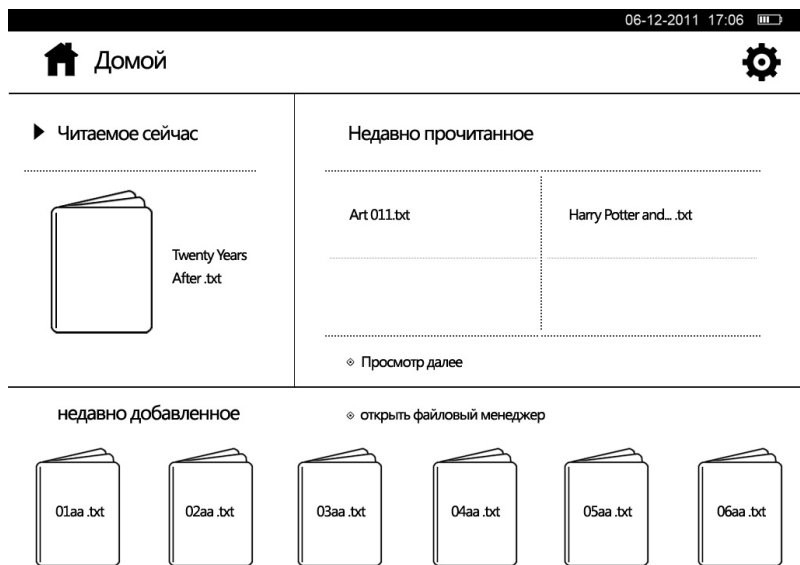 06-12-2011 17:06
Домой
Читаемое сейчас
Недавно прочитанное
Twenty Years
After .txt
Art 011.txt
Harry Potter and... .txt
Просмотр далее
недавно добавленное
открыть файловый менеджер
01aa .txt
02aa .txt
03aa .txt
04aa .txt
05aa .txt
06aa .txt